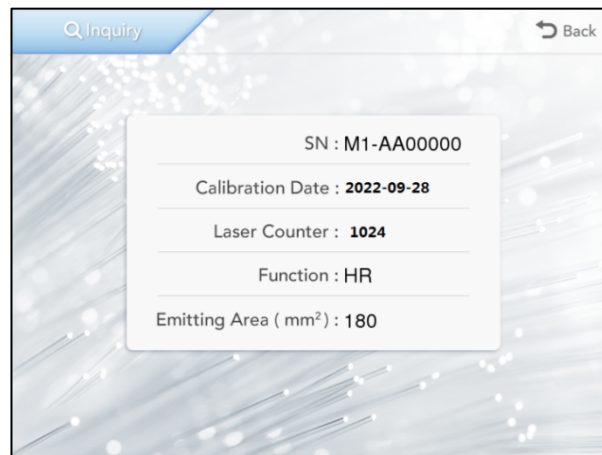 Inquiry
Back
SN : M1-AA00000
Calibration Date : 2022-09-28
Laser Counter : 1024
Function : HR
Emitting Area ( mm²) : 180